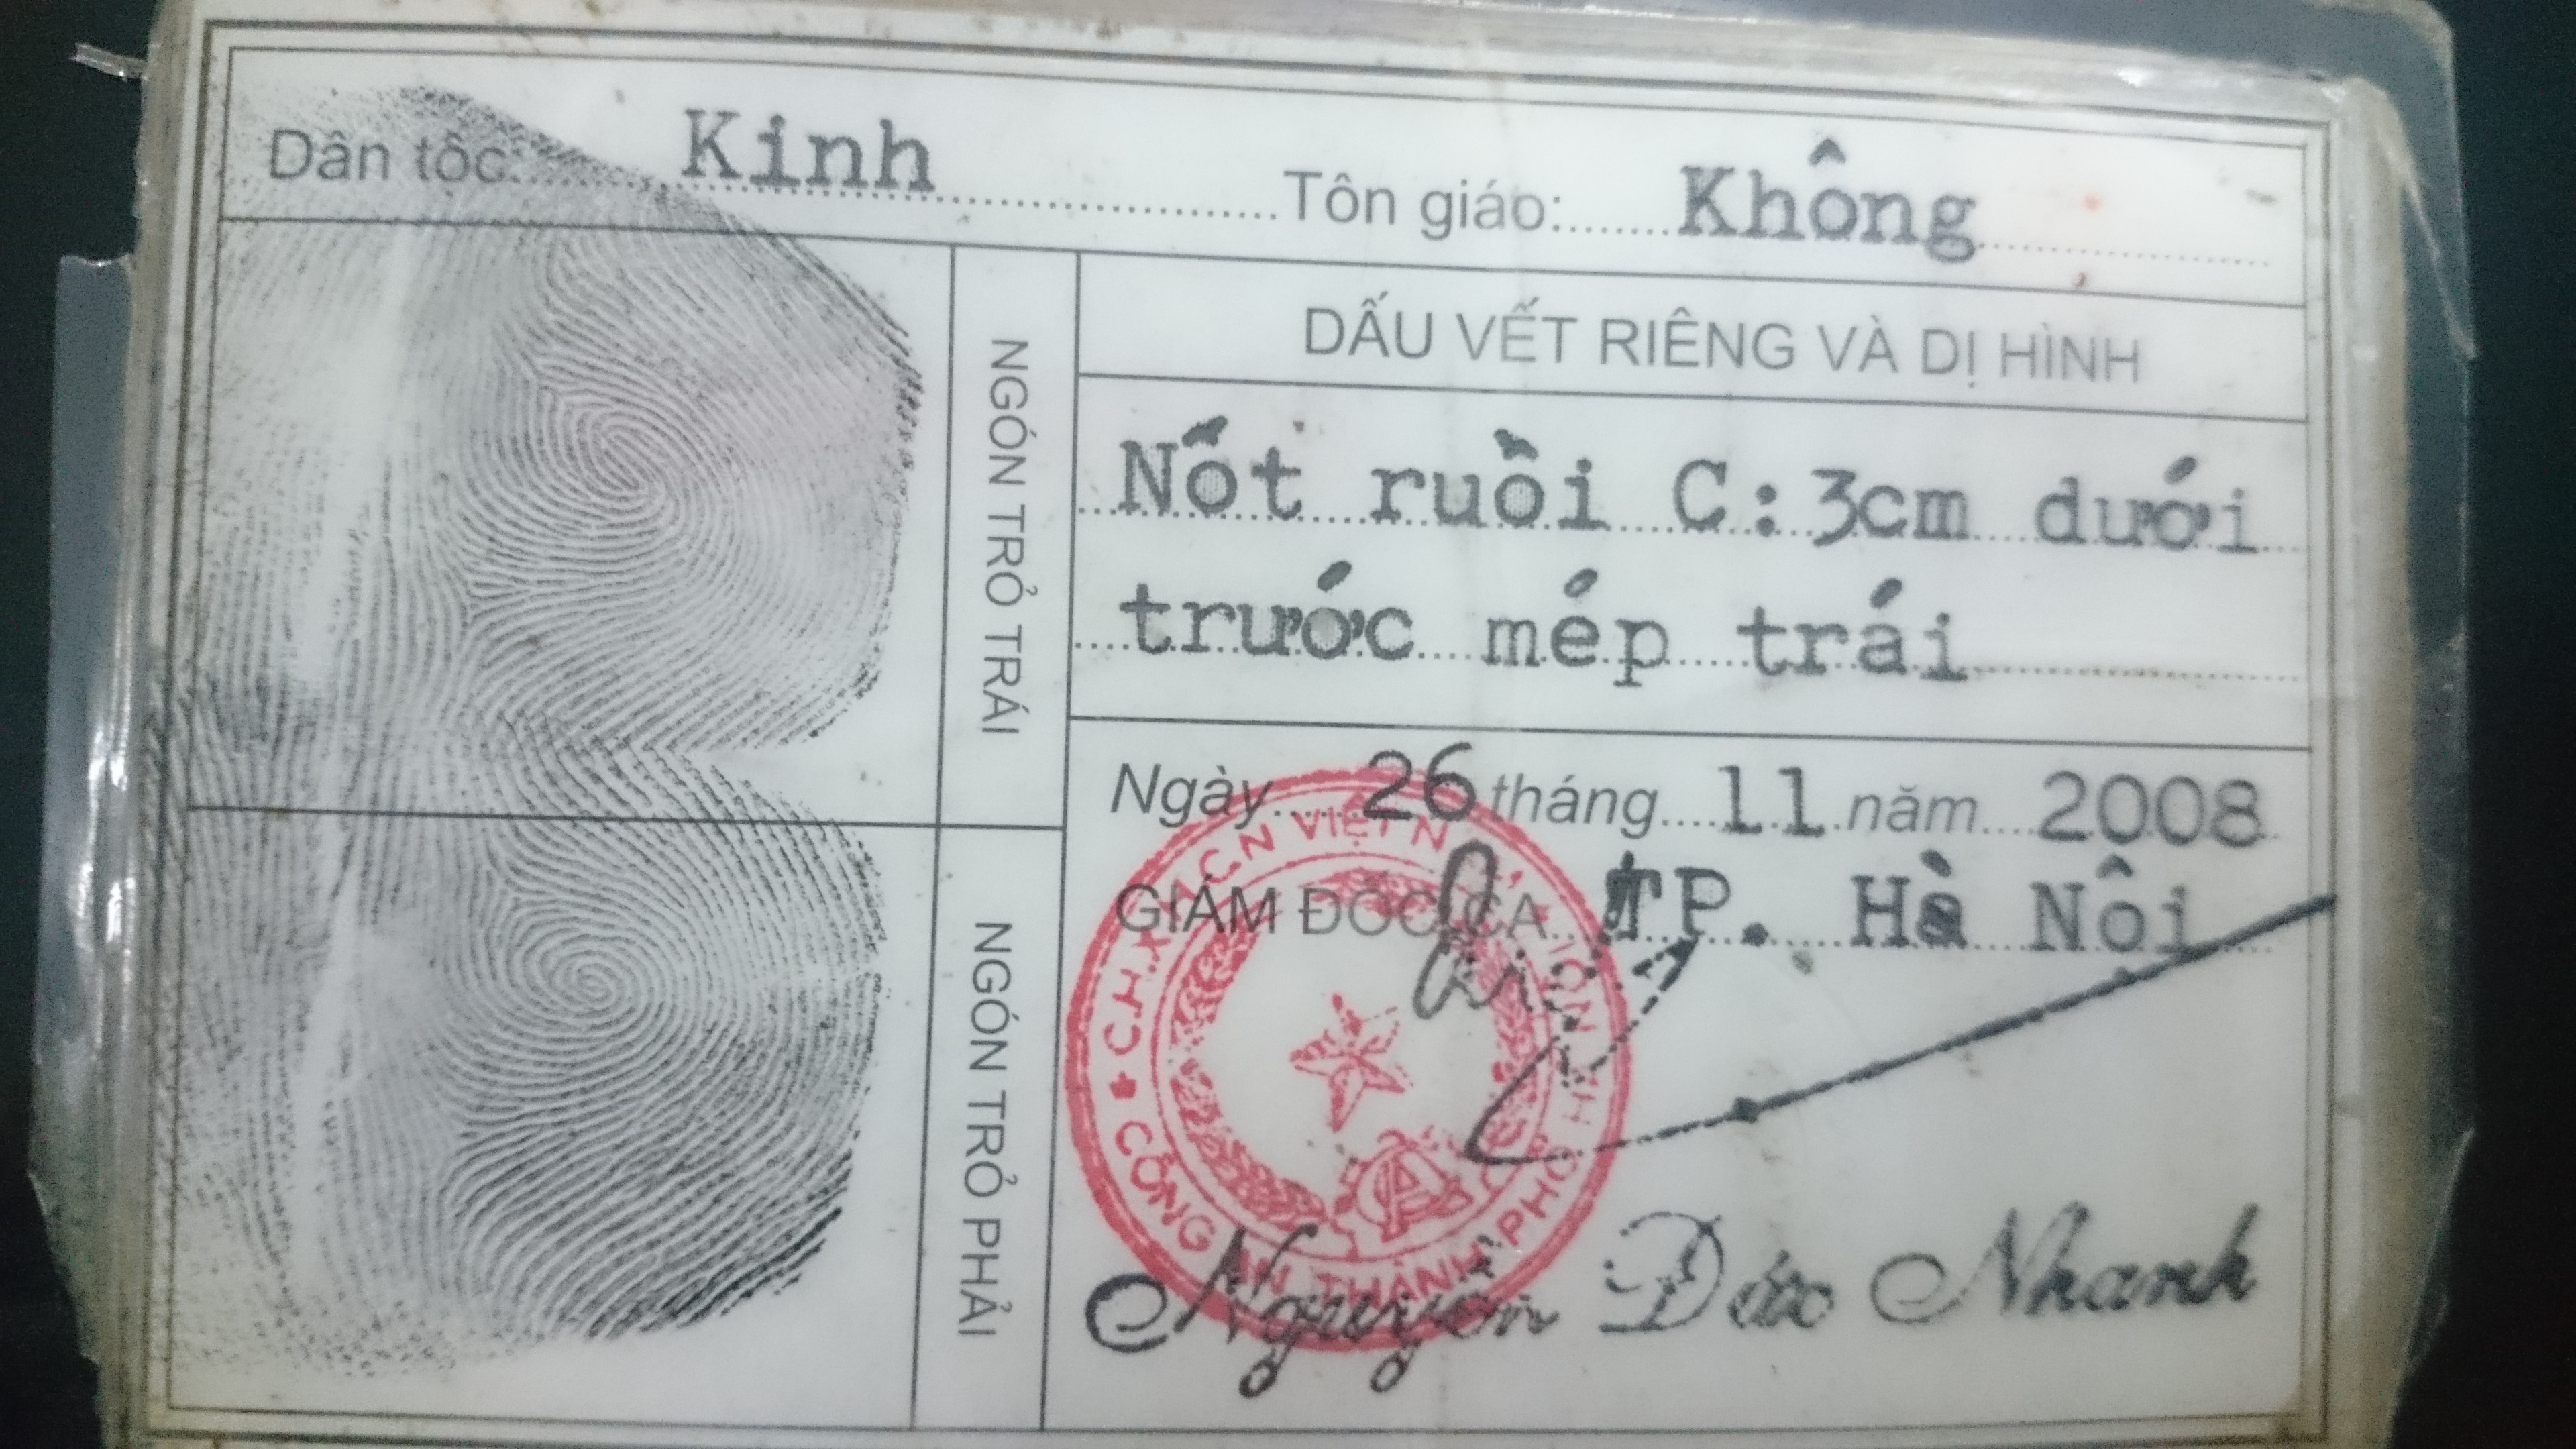 Dân tộc: Kinh Tôn giáo: Không
NGÓN TRỎ TRÁI
NGÓN TRỎ PHẢI
DẤU VẾT RIÊNG VÀ DỊ HÌNH
Nốt ruồi C: 3cm dưới
trước mép trái
Ngày 26 tháng 11 năm 2008
GIÁM ĐỐC CA TP. Hà Nội
C.H.X.H.C.N VIỆT NAM
CÔNG AN THÀNH PHỐ HÀ NỘI
Nguyễn Đức Nhanh